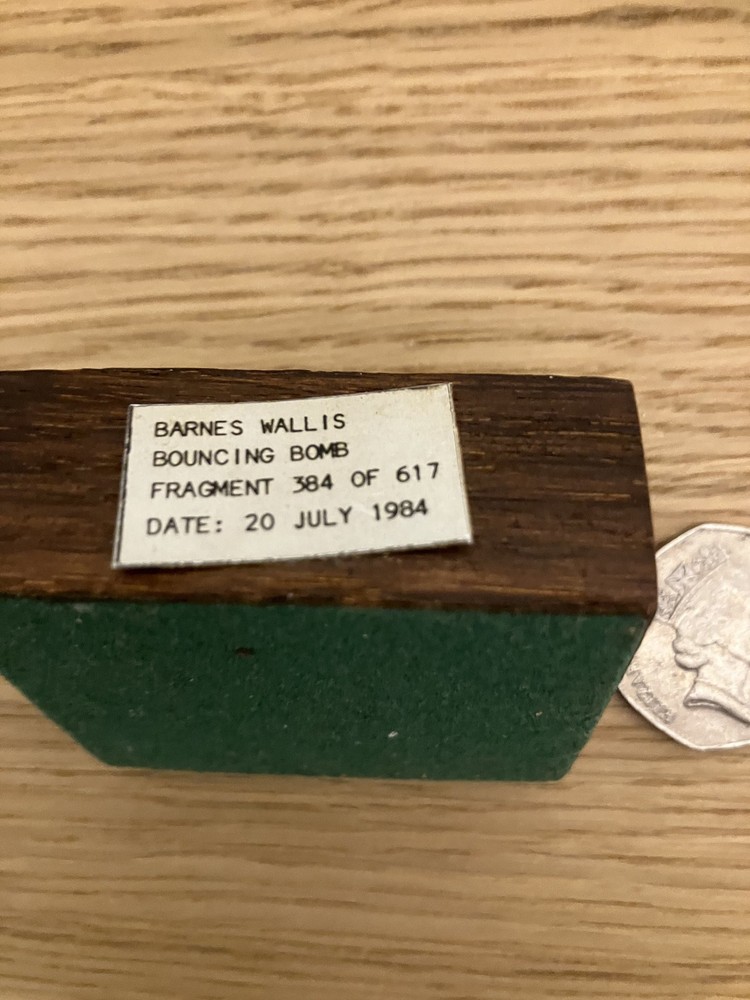 BARNES WALLIS
BOUNCING BOMB
FRAGMENT 384 OF 617
DATE: 20 JULY 1984